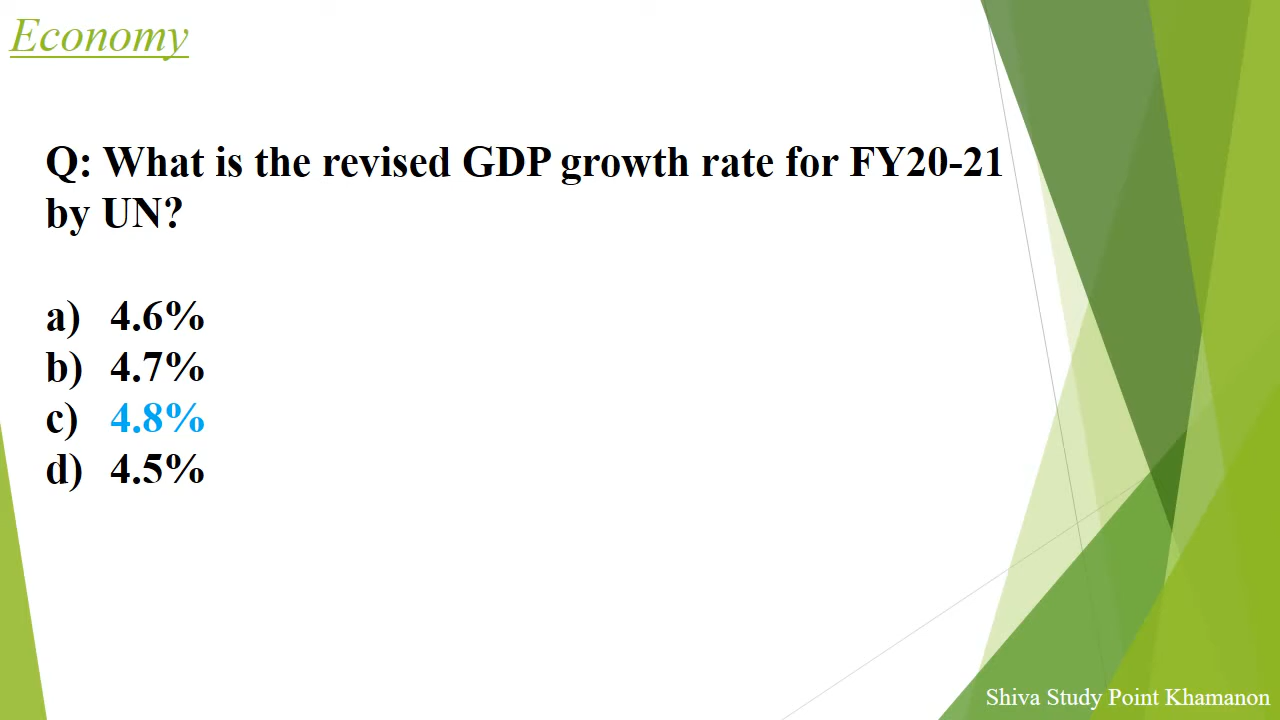 Economy
Q: What is the revised GDP growth rate for FY20-21
by UN?
a) 4.6%
b) 4.7%
c) 4.8%
d) 4.5%
Shiva Study Point Khamanon